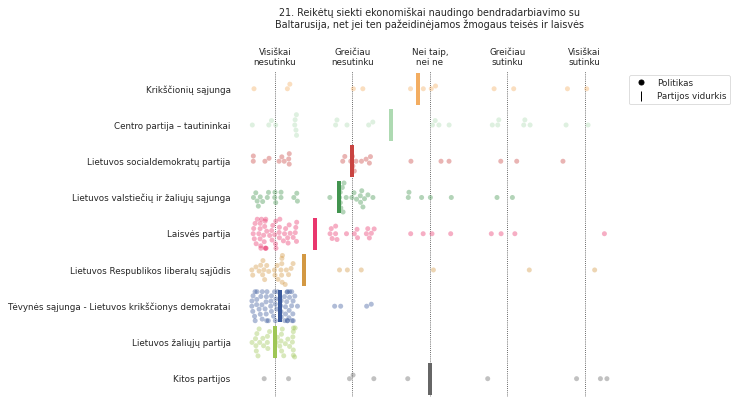 21. Reikėtų siekti ekonomiškai naudingo bendradarbiavimo su
Baltarusija, net jei ten pažeidinėjamos žmogaus teisės ir laisvės
Visiškai
nesutinku
Greičiau
nesutinku
Nei taip,
nei ne
Greičiau
sutinku
Visiškai
sutinku
Politikas
Partijos vidurkis
Krikščionių sąjunga
Centro partija – tautininkai
Lietuvos socialdemokratų partija
Lietuvos valstiečių ir žaliųjų sąjunga
Laisvės partija
Lietuvos Respublikos liberalų sąjūdis
Tėvynės sąjunga - Lietuvos krikščionys demokratai
Lietuvos žaliųjų partija
Kitos partijos